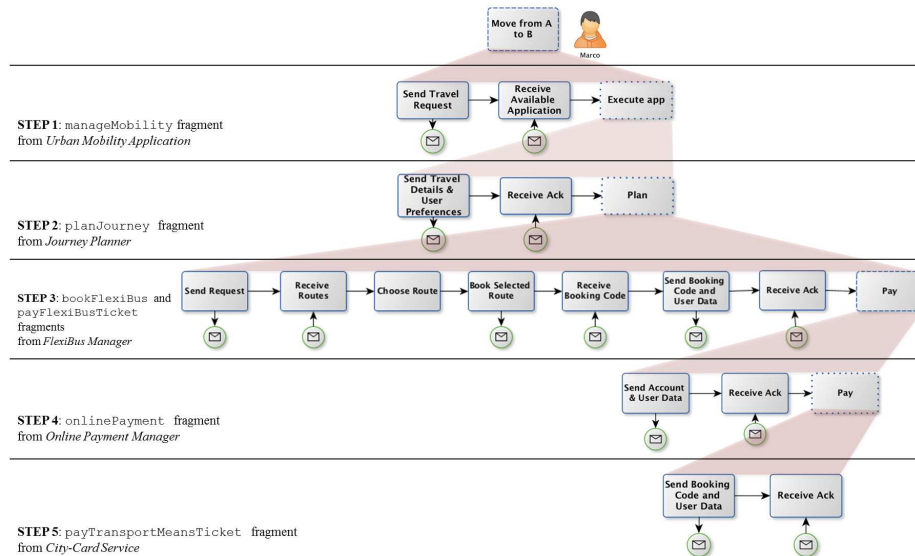 Move from A
to B
Marco
Send Travel
Request
Receive
Available
Application
Execute app
STEP 1: manageMobility fragment
from Urban Mobility Application
Send Travel
Details &
User
Preferences
Receive Ack
Plan
STEP 2: planJourney fragment
from Journey Planner
Send Request
Receive
Routes
Choose Route
Book Selected
Route
Receive
Booking Code
Send Booking
Code and
User Data
Receive Ack
Pay
STEP 3: bookFlexiBus and
payFlexiBusTicket
fragments
from FlexiBus Manager
Send Account
& User Data
Receive Ack
Pay
STEP 4: onlinePayment fragment
from Online Payment Manager
Send Booking
Code and
User Data
Receive Ack
STEP 5: payTransportMeansTicket fragment
from City-Card Service